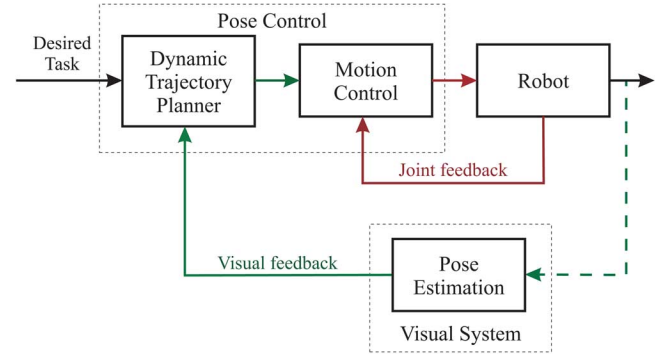 Pose Control
Desired
Task
Dynamic
Trajectory
Planner
Motion
Control
Robot
Joint feedback
Visual feedback
Pose
Estimation
Visual System